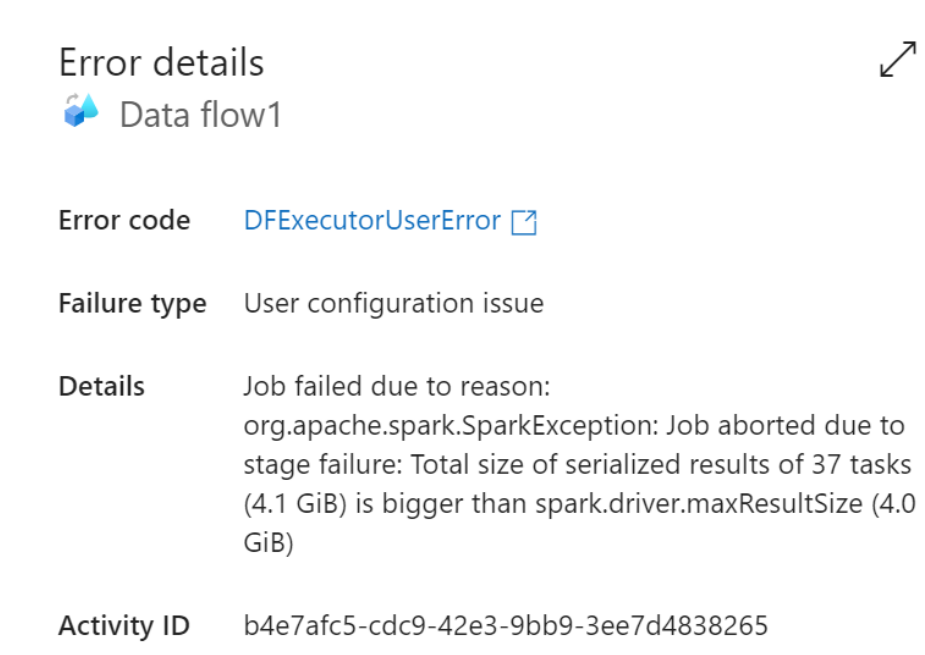 Error details
Data flow1
Error code DFExecutorUserError
Failure type User configuration issue
Details Job failed due to reason:
org.apache.spark.SparkException: Job aborted due to
stage failure: Total size of serialized results of 37 tasks
(4.1 GiB) is bigger than spark.driver.maxResultSize (4.0
GiB)
Activity ID b4e7afc5-cdc9-42e3-9bb9-3ee7d4838265